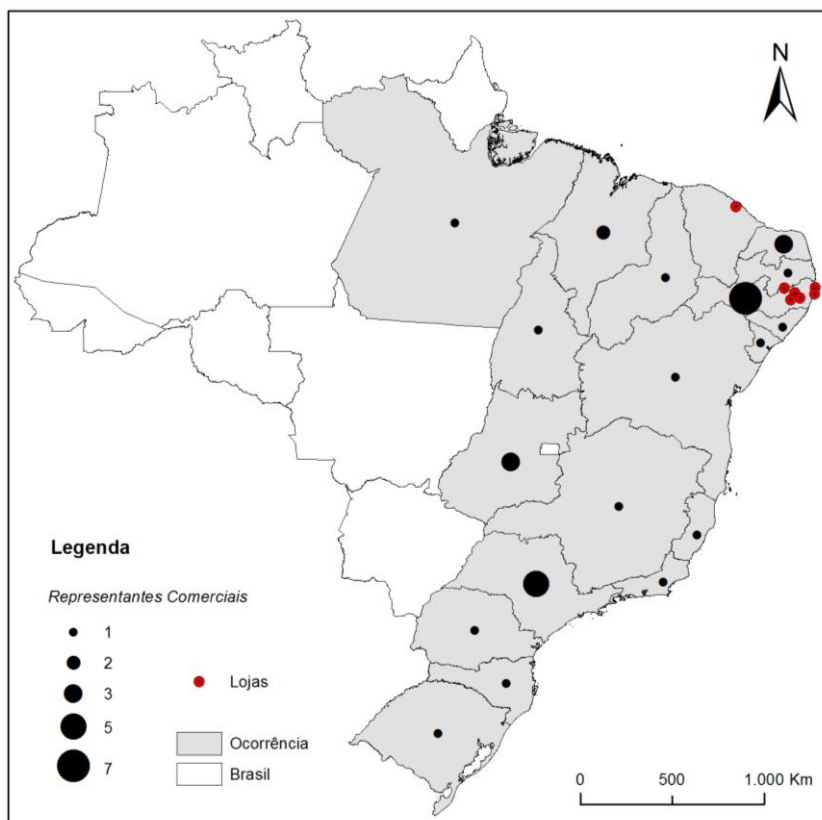 N
Legenda
Representantes Comerciais
1
2
3
5
7
Lojas
Ocorrência
Brasil
0 500 1.000 Km